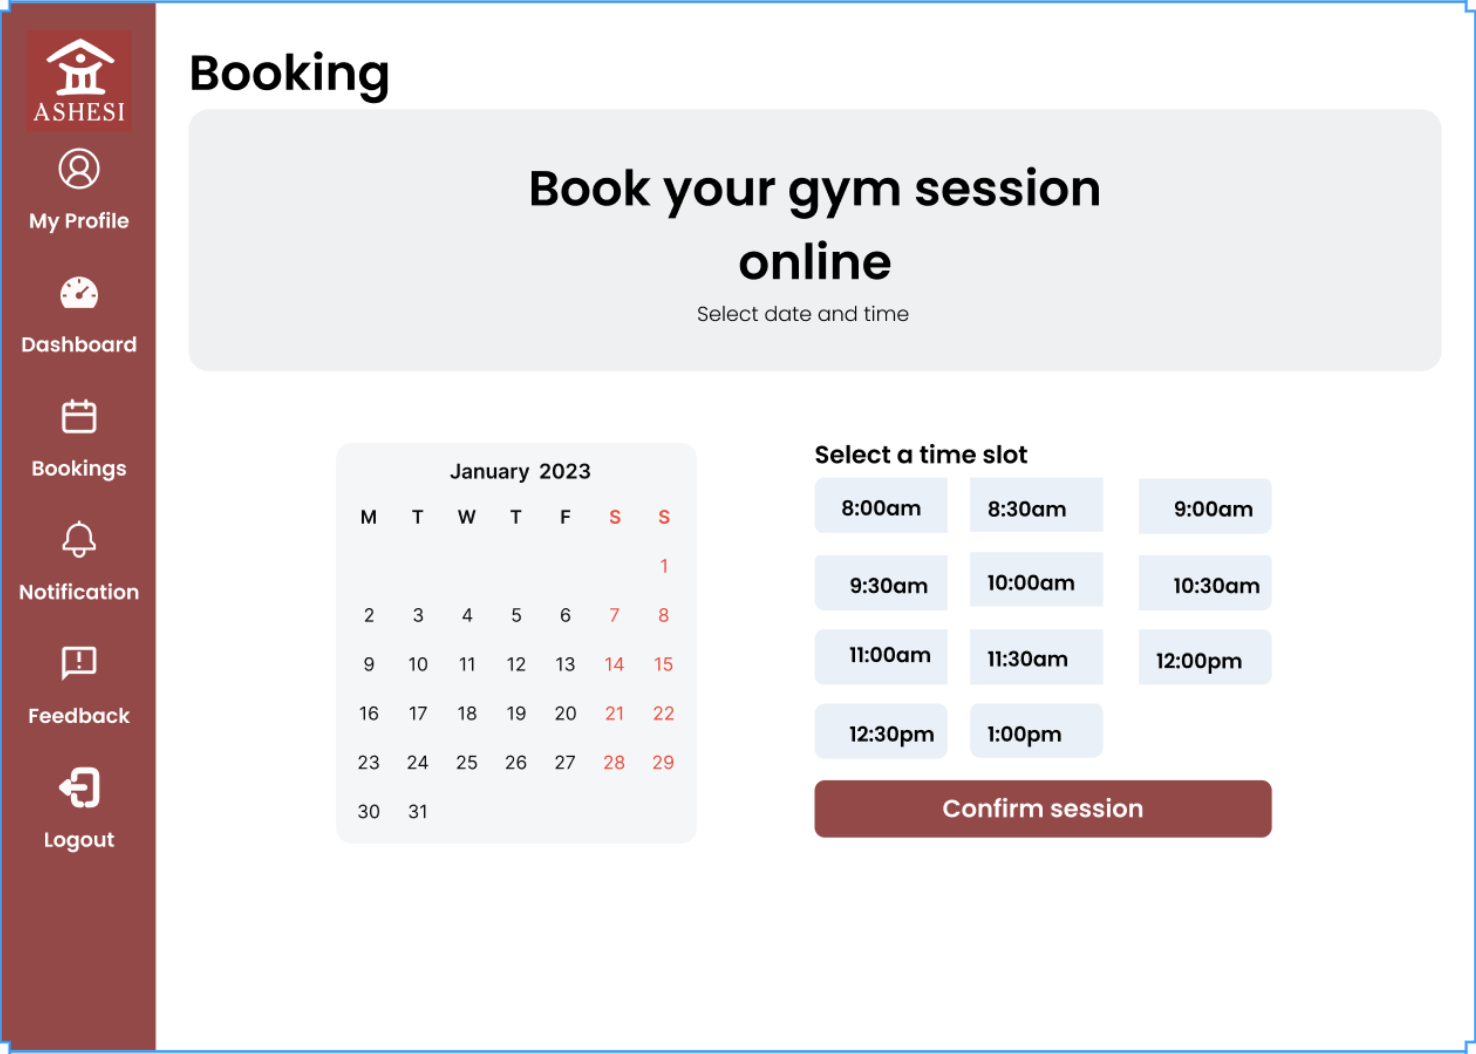 ASHESI
My Profile
Dashboard
Bookings
Notification
Feedback
Logout
Booking
Book your gym session
online
Select date and time
January 2023
M T W T F S S
1
2 3 4 5 6 7 8
9 10 11 12 13 14 15
16 17 18 19 20 21 22
23 24 25 26 27 28 29
30 31
Select a time slot
8:00am 8:30am 9:00am
9:30am 10:00am 10:30am
11:00am 11:30am 12:00pm
12:30pm 1:00pm
Confirm session